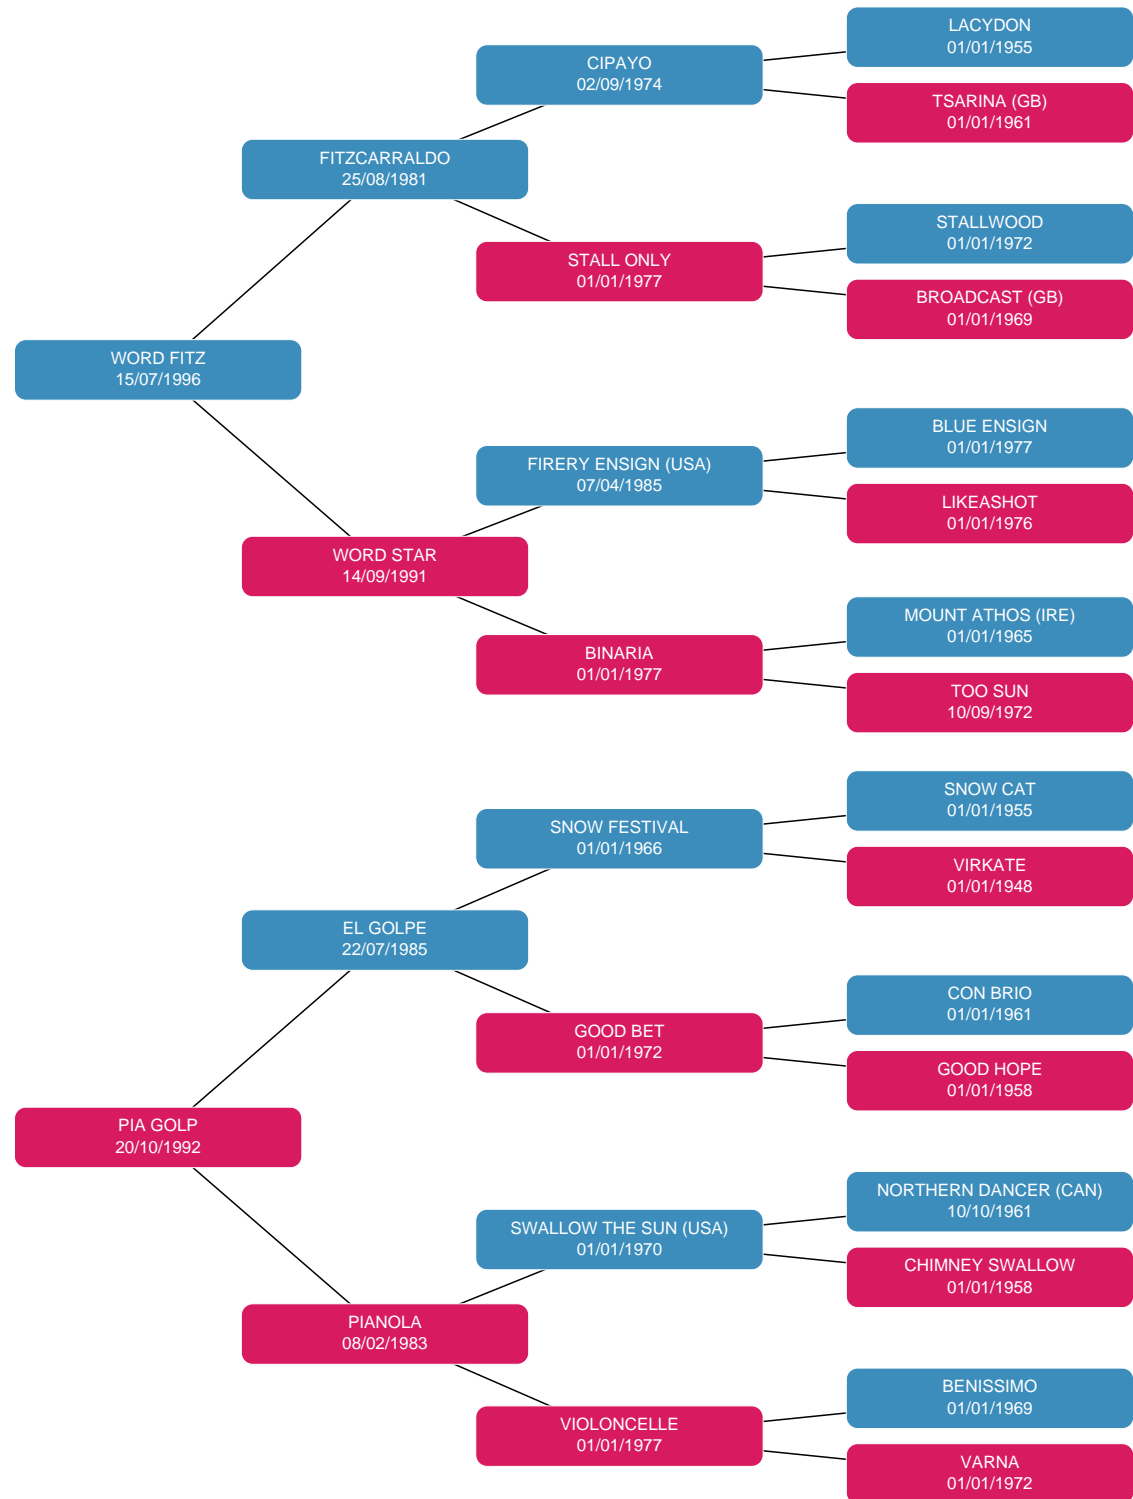 LACYDON
01/01/1955
CIPAYO
02/09/1974
TSARINA (GB)
01/01/1961
FITZCARRALDO
25/08/1981
STALLWOOD
01/01/1972
STALL ONLY
01/01/1977
BROADCAST (GB)
01/01/1969
WORD FITZ
15/07/1996
BLUE ENSIGN
01/01/1977
FIRERY ENSIGN (USA)
07/04/1985
LIKEASHOT
01/01/1976
WORD STAR
14/09/1991
MOUNT ATHOS (IRE)
01/01/1965
BINARIA
01/01/1977
TOO SUN
10/09/1972
SNOW CAT
01/01/1955
SNOW FESTIVAL
01/01/1966
VIRKATE
01/01/1948
EL GOLPE
22/07/1985
CON BRIO
01/01/1961
GOOD BET
01/01/1972
GOOD HOPE
01/01/1958
PIA GOLP
20/10/1992
NORTHERN DANCER (CAN)
10/10/1961
SWALLOW THE SUN (USA)
01/01/1970
CHIMNEY SWALLOW
01/01/1958
PIANOLA
08/02/1983
BENISSIMO
01/01/1969
VIOLONCELLE
01/01/1977
VARNA
01/01/1972